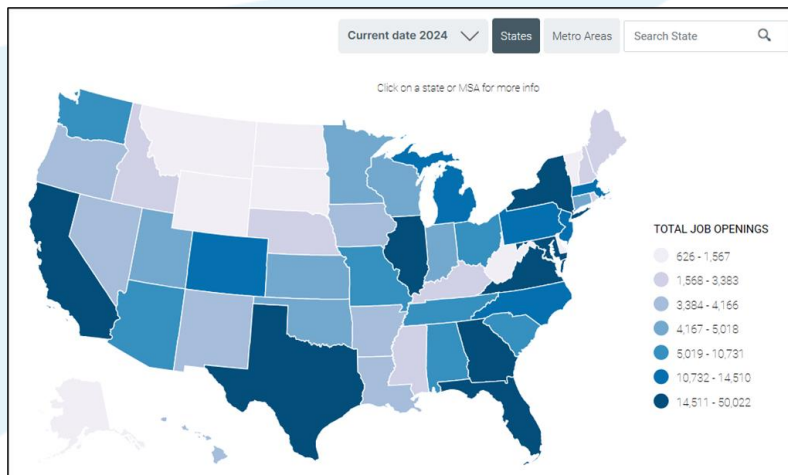 Current date 2024
States
Metro Areas
Search State
Click on a state or MSA for more info
TOTAL JOB OPENINGS
626 - 1,567
1,568 - 3,383
3,384 - 4,166
4,167 - 5,018
5,019 - 10,731
10,732 - 14,510
14,511 - 50,022